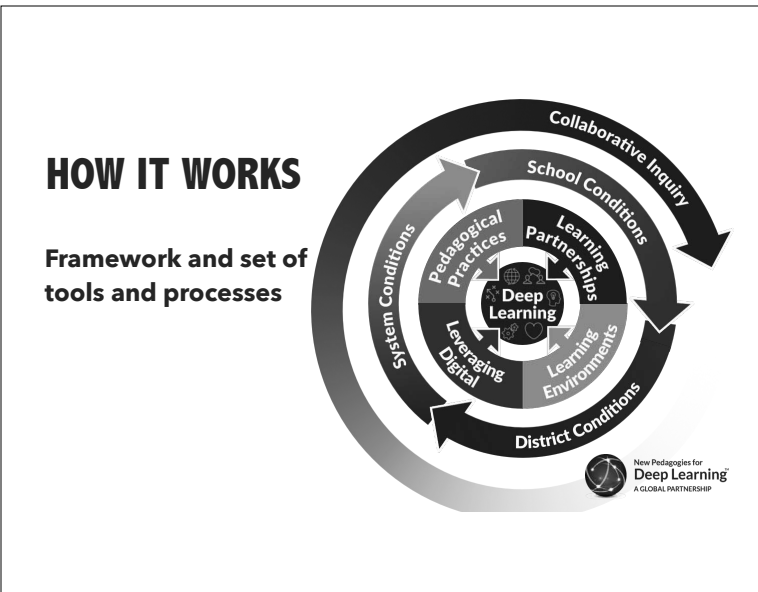 HOW IT WORKS
Framework and set of
tools and processes
Collaborative Inquiry
School Conditions
System Conditions
District Conditions
Pedagogical
Practices
Learning
Partnerships
Deep
Learning
Leveraging
Digital
Learning
Environments
New Pedagogies for
Deep Learning™
A GLOBAL PARTNERSHIP